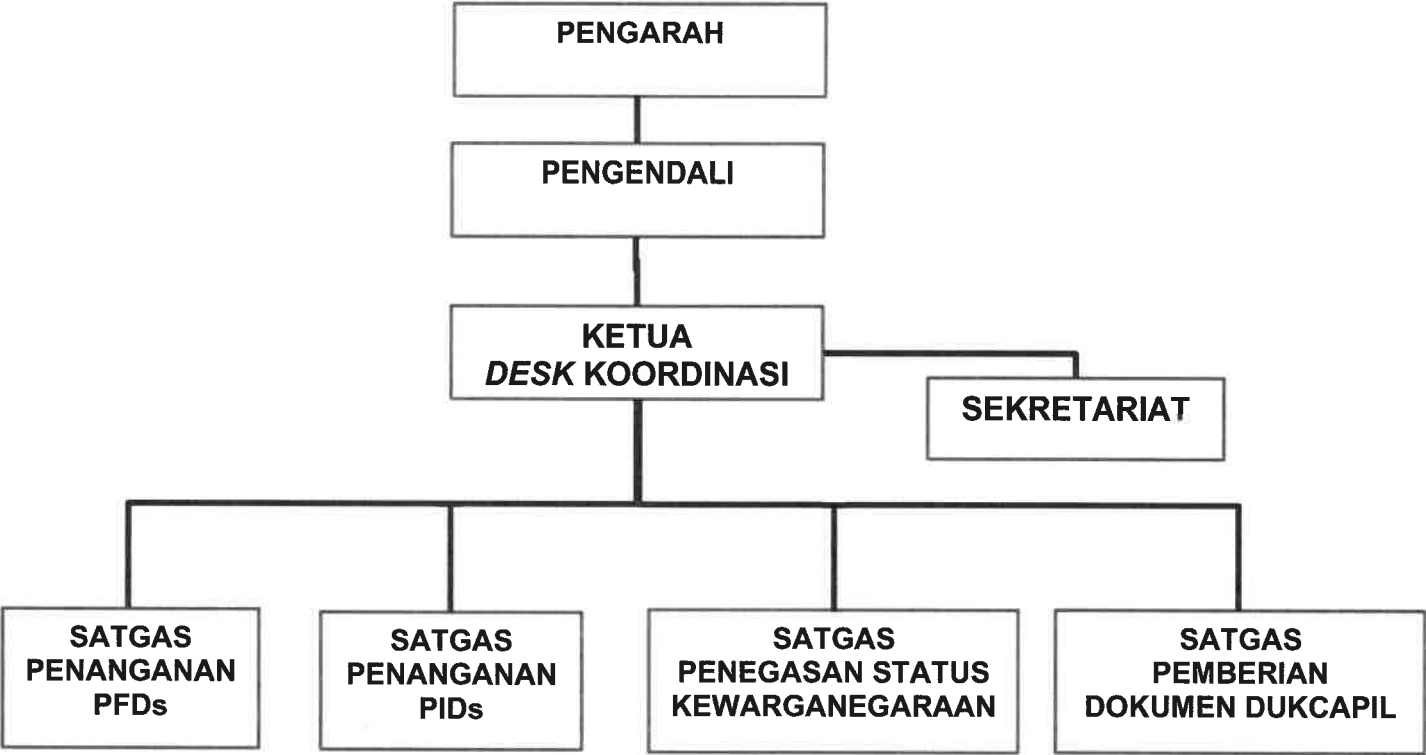 PENGARAH
PENGENDALI
KETUA
DESK KOORDINASI
SEKRETARIAT
SATGAS
PENANGANAN
PFDs
SATGAS
PENANGANAN
PIDs
SATGAS
PENEGASAN STATUS
KEWARGANEGARAAN
SATGAS
PEMBERIAN
DOKUMEN DUKCAPIL